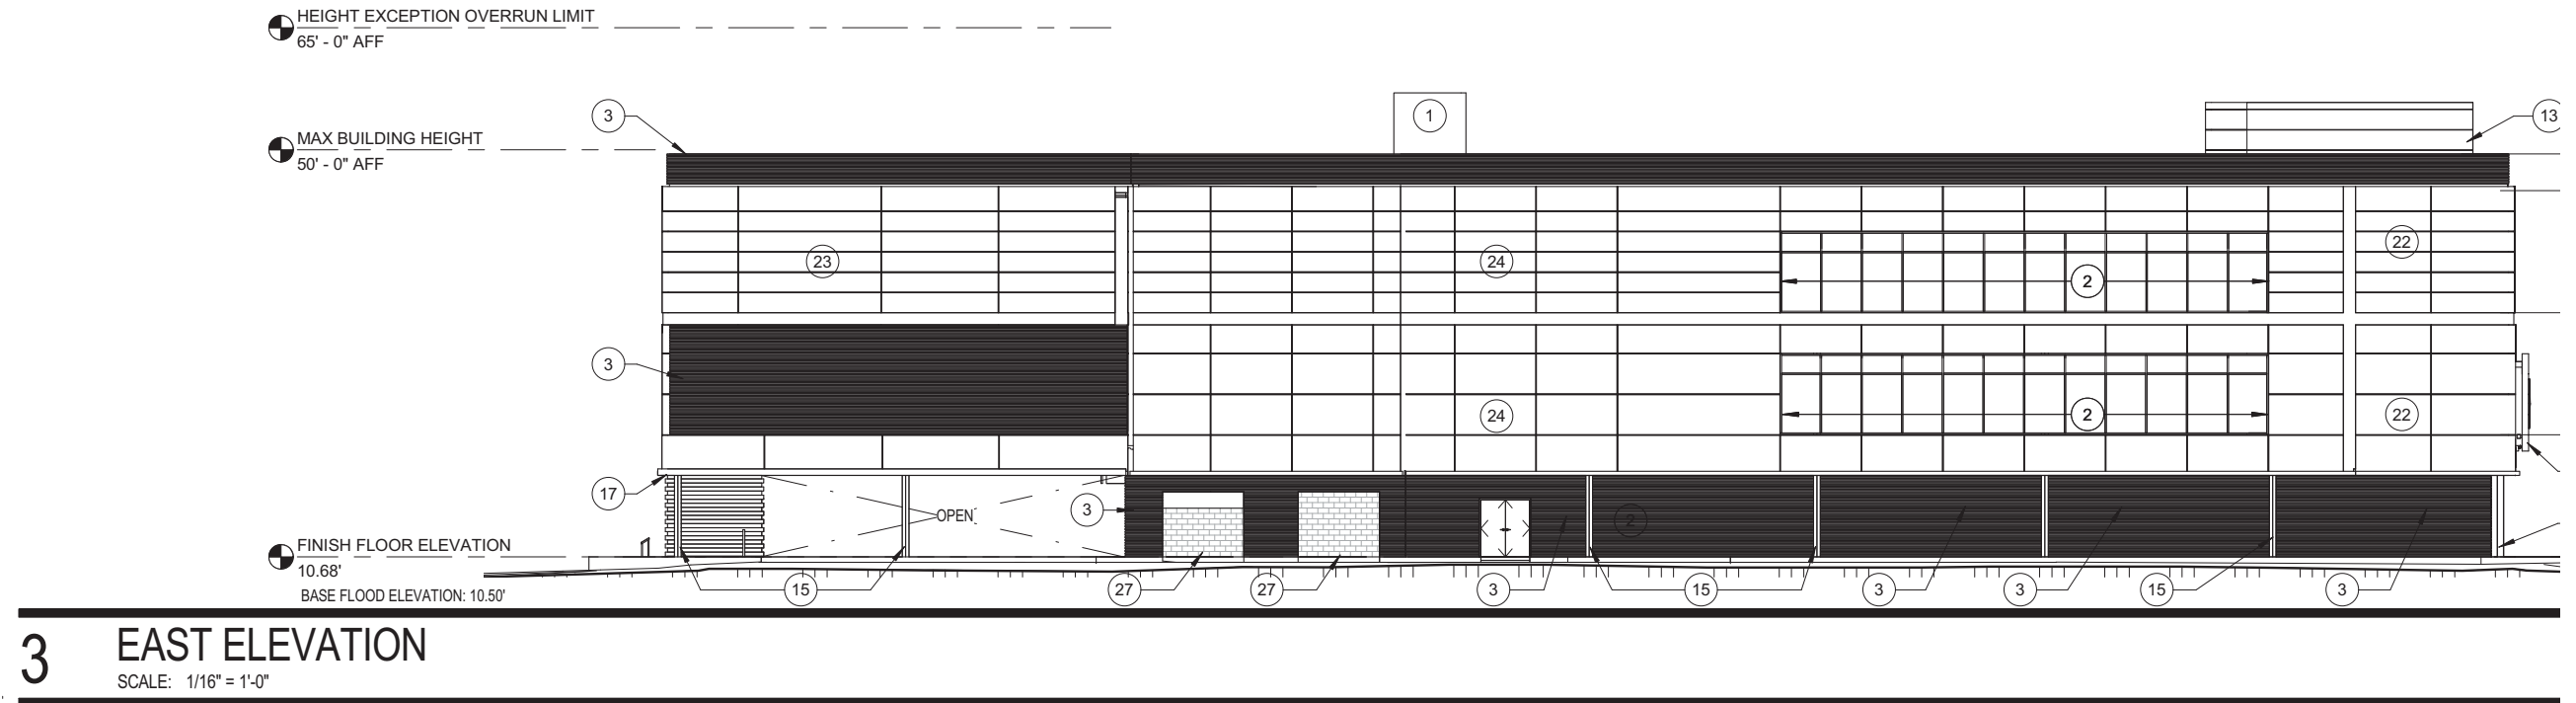 HEIGHT EXCEPTION OVERRUN LIMIT
65' - 0" AFF
3
1
13
MAX BUILDING HEIGHT
50' - 0" AFF
23
24
2
22
3
24
2
22
17
3
OPEN
2
FINISH FLOOR ELEVATION
10.68'
BASE FLOOD ELEVATION: 10.50'
15
27
27
3
15
3
3
15
3
3
EAST ELEVATION
SCALE: 1/16" = 1'-0"